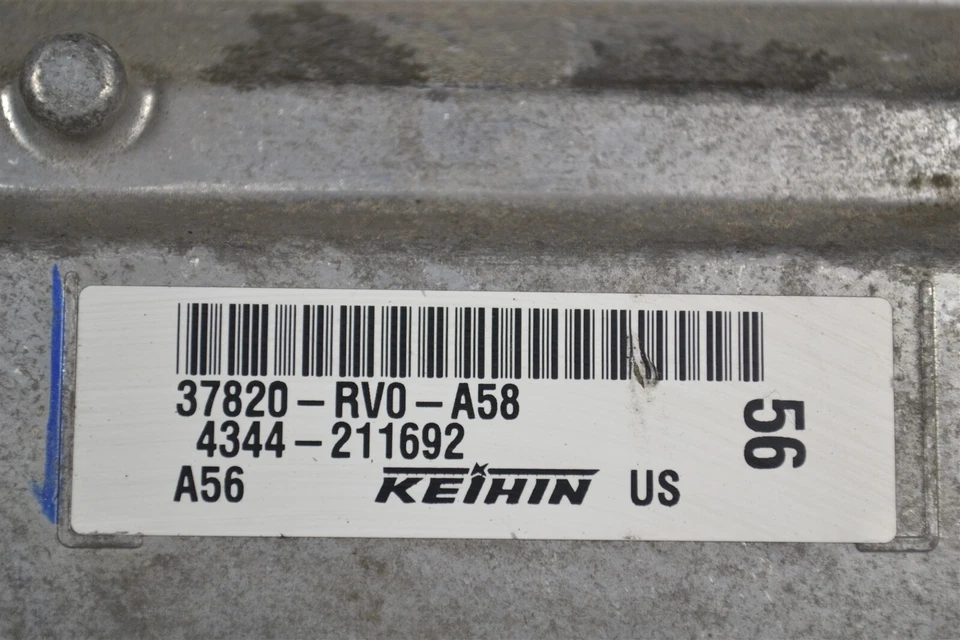 37820-RV0-A58
4344-211692
A56 KEIHIN US
56